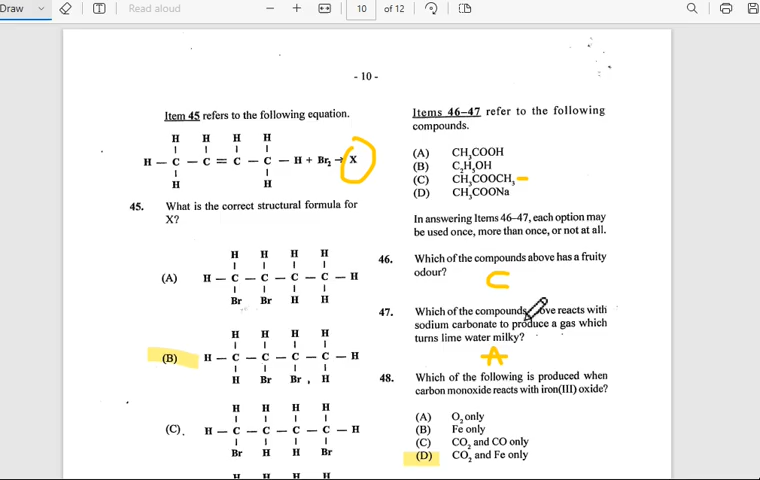 Draw
Read aloud
10 of 12
- 10 -
Item 45 refers to the following equation.
H H H H
H — C — C = C — C — H + Br₂ → X
H H
45. What is the correct structural formula for
X?
H H H H
(A) H — C — C — C — C — H
Br Br H H
H H H H
(B) H — C — C — C — C — H
H Br Br , H
H H H H
(C). H — C — C — C — C — H
Br H H Br
H H H H
Items 46–47 refer to the following
compounds.
(A) CH₃COOH
(B) C₂H₅OH
(C) CH₃COOCH₃
(D) CH₃COONa
In answering Items 46–47, each option may
be used once, more than once, or not at all.
46. Which of the compounds above has a fruity
odour?
C
47. Which of the compounds ove reacts with
sodium carbonate to produce a gas which
turns lime water milky?
A
48. Which of the following is produced when
carbon monoxide reacts with iron(III) oxide?
(A) O₂ only
(B) Fe only
(C) CO₂ and CO only
(D) CO₂ and Fe only